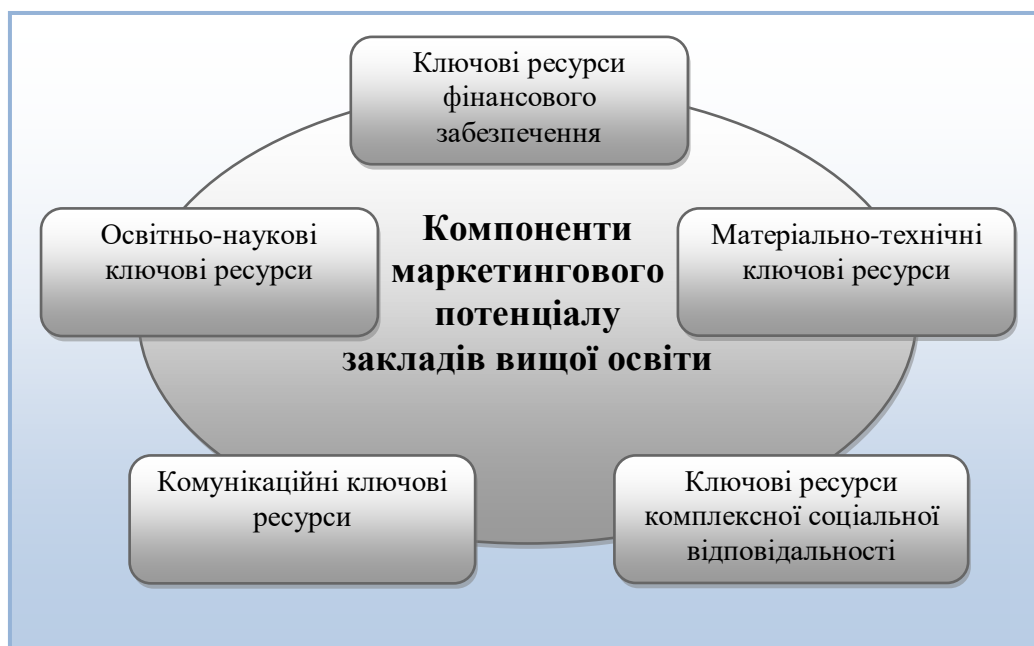 Ключові ресурси
фінансового
забезпечення
Освітньо-наукові
ключові ресурси
Компоненти
маркетингового
потенціалу
закладів вищої освіти
Матеріально-технічні
ключові ресурси
Комунікаційні ключові
ресурси
Ключові ресурси
комплексної соціальної
відповідальності